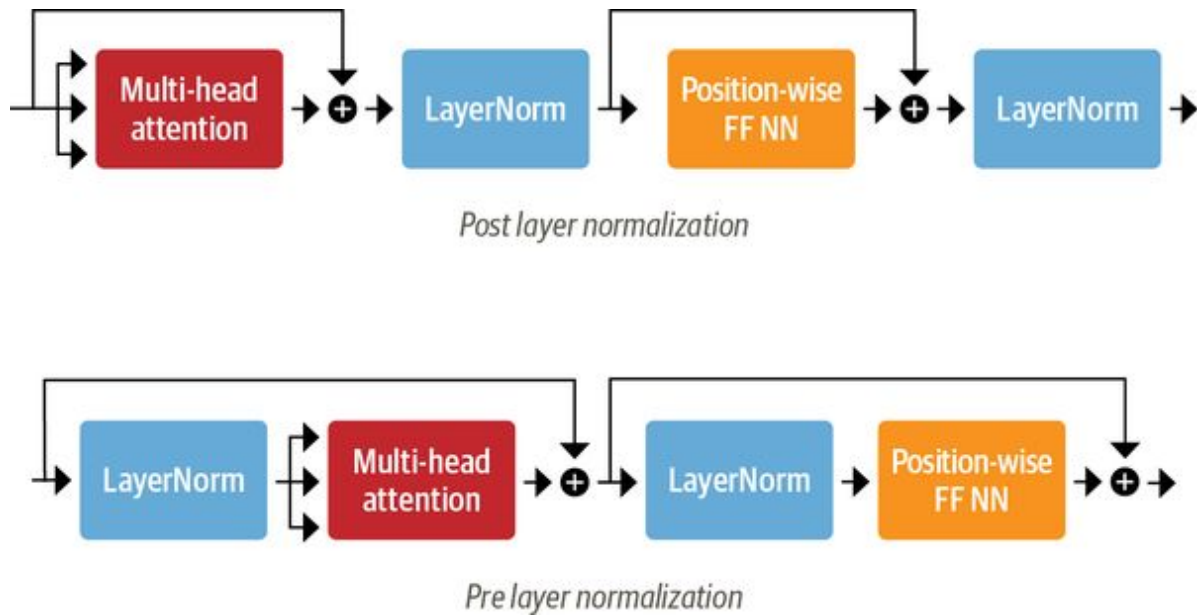 Multi-head
attention
LayerNorm
Position-wise
FF NN
LayerNorm
Post layer normalization
LayerNorm
Multi-head
attention
LayerNorm
Position-wise
FF NN
Pre layer normalization